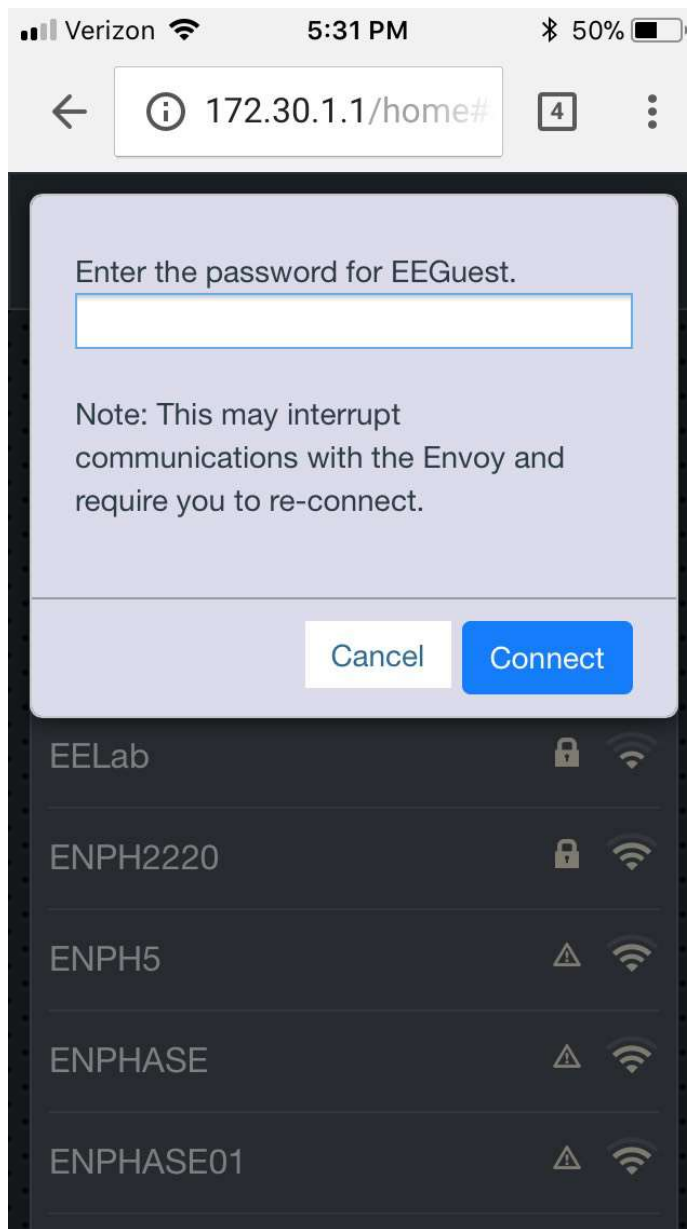 Verizon 5:31 PM 50%
172.30.1.1/home# 4
Enter the password for EEGuest.
Note: This may interrupt
communications with the Envoy and
require you to re-connect.
Cancel Connect
EELab
ENPH2220
ENPH5
ENPHASE
ENPHASE01